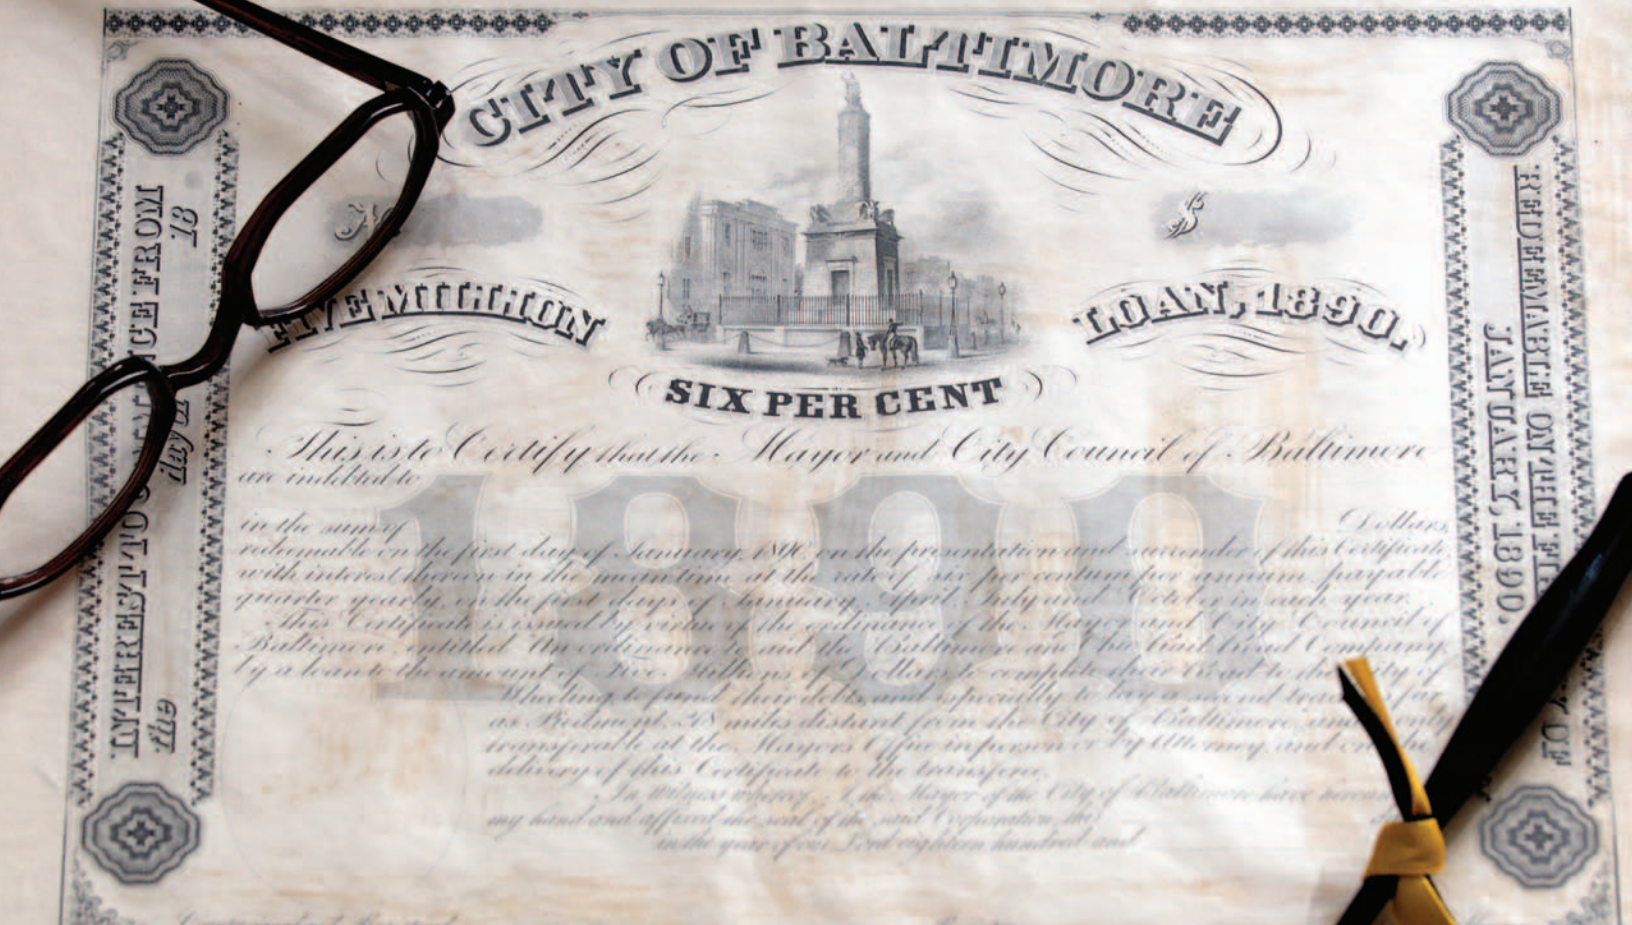 CITY OF BALTIMORE
$
FIVE MILLION
LOAN, 1890.
SIX PER CENT
INTEREST TO FROM
the day of 18
REDEEMABLE ON THE OF
JANUARY, 1890.
1890
This is to Certify that the Mayor and City Council of Baltimore
are indebted to
in the sum of Dollars,
redeemable on the first day of January, 1890, on the presentation and surrender of this Certificate
with interest thereon in the mean time at the rate of six per centum per annum payable
quarter yearly, on the first days of January, April, July and October in each year.
This Certificate is issued by virtue of the ordinance of the Mayor and City Council of
Baltimore, entitled An ordinance to aid the Baltimore and Ohio Rail Road Company
by a loan to the amount of Five Millions of Dollars, to complete their road to the city of
Wheeling to fund their debt and especially to lay a second track so far
as Piedmont, 208 miles distant from the City of Baltimore and is only
transferable at the Mayors Office in person or by Attorney, and on the
delivery of this Certificate to the transferee.
In Witness whereof, I the Mayor of the City of Baltimore have
my hand and affixed the seal of the said Corporation, this
in the year of our Lord eighteen hundred and